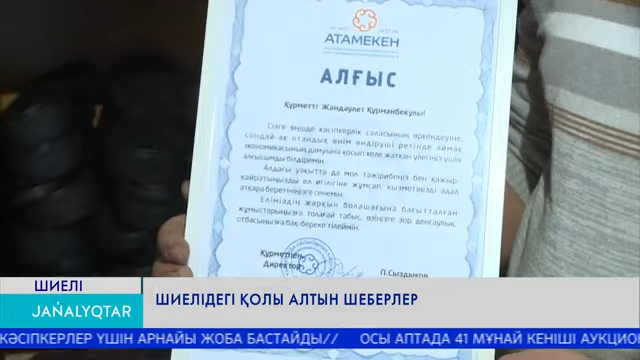 АТАМЕКЕН
АЛҒЫС
Құрметті Жандәулет Құрманбекұлы!
Сізге өңірде кәсіпкерлік саласының өркендеуіне,
сондай-ақ отандық өнім өндіруші ретінде аймақ
экономикасының дамуына қосып келе жатқан үлесіңіз үшін
алғысымды білдіремін.
Алдағы уақытта да мол тәжірибеңіз бен қажыр-
қайратыңызды ел игілігіне жұмсап, қызметіңізді адал
атқара беретініңізге сенемін.
Еліміздің жарқын болашағына бағытталған
жұмыстарыңызға толағай табыс, өзіңізге зор денсаулық,
отбасыңызға бақ-береке тілеймін.
Құрметпен,
Директор
П.Сыздықов
ШИЕЛІ
JAŃALYQTAR
ШИЕЛІДЕГІ ҚОЛЫ АЛТЫН ШЕБЕРЛЕР
КӘСІПКЕРЛЕР ҮШІН АРНАЙЫ ЖОБА БАСТАЙДЫ// ОСЫ АПТАДА 41 МҰНАЙ КЕНІШІ АУКЦИО